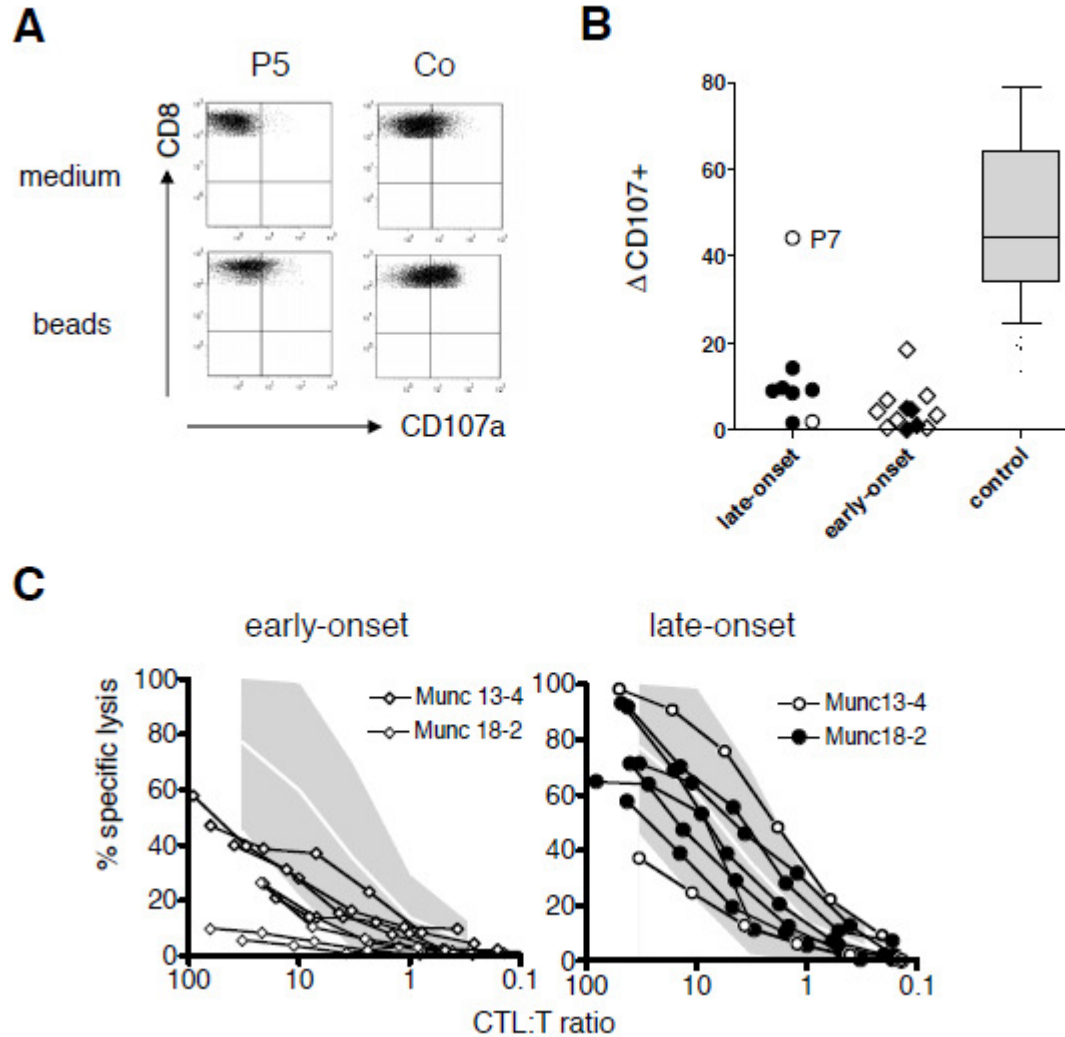 A
P5 Co
CD8
medium
beads
CD107a
B
80
60
40
20
0
Δ CD107+
P7
late-onset
early-onset
control
C
early-onset
100
80
60
40
20
0
% specific lysis
Munc 13-4
Munc 18-2
100 10 1 0.1
late-onset
100
80
60
40
20
0
Munc13-4
Munc18-2
100 10 1 0.1
CTL:T ratio